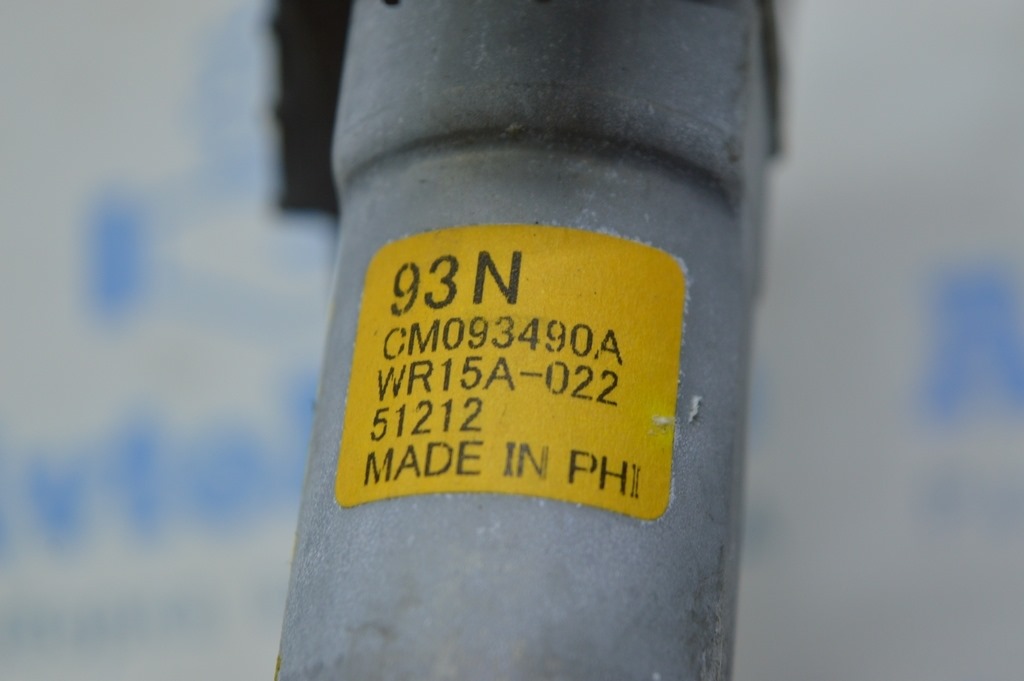 93N
CM093490A
WR15A-022
51212
MADE IN PHI